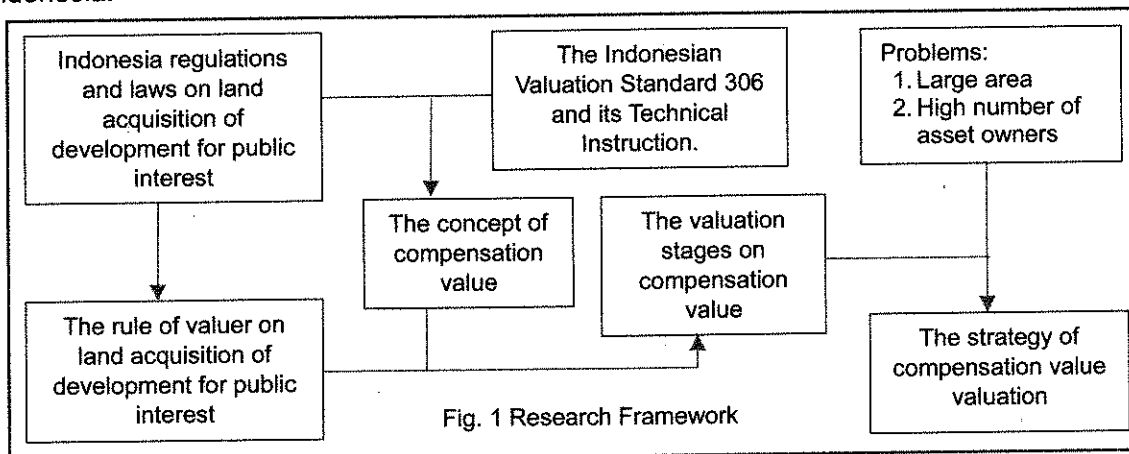 ndonesia.
Indonesia regulations
and laws on land
acquisition of
development for public
interest
The Indonesian
Valuation Standard 306
and its Technical
Instruction.
Problems:
1. Large area
2. High number of
asset owners
The concept of
compensation
value
The valuation
stages on
compensation
value
The rule of valuer on
land acquisition of
development for public
interest
The strategy of
compensation value
valuation
Fig. 1 Research Framework